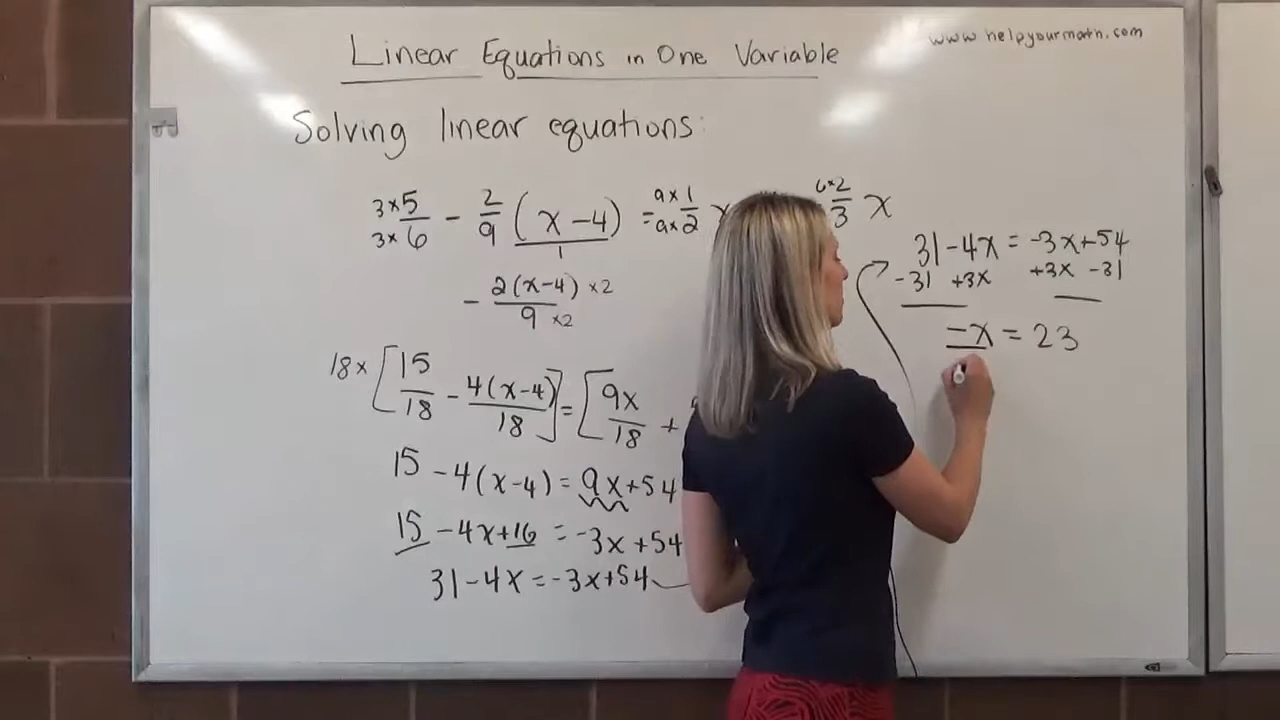 www.helpyourmath.com
Linear Equations in One Variable
Solving linear equations:
3×5/3×6 - 2/9 (x-4)/1 = 9×1/9×2 x 6×2/3 x
- 2(x-4)×2/9×2
18× [15/18 - 4(x-4)/18] = [9x/18 +
15 - 4(x-4) = 9x+54
15 - 4x+16 = -3x+54
31-4x = -3x+54
31-4x = -3x+54
-31 +3x +3x -31
-x = 23